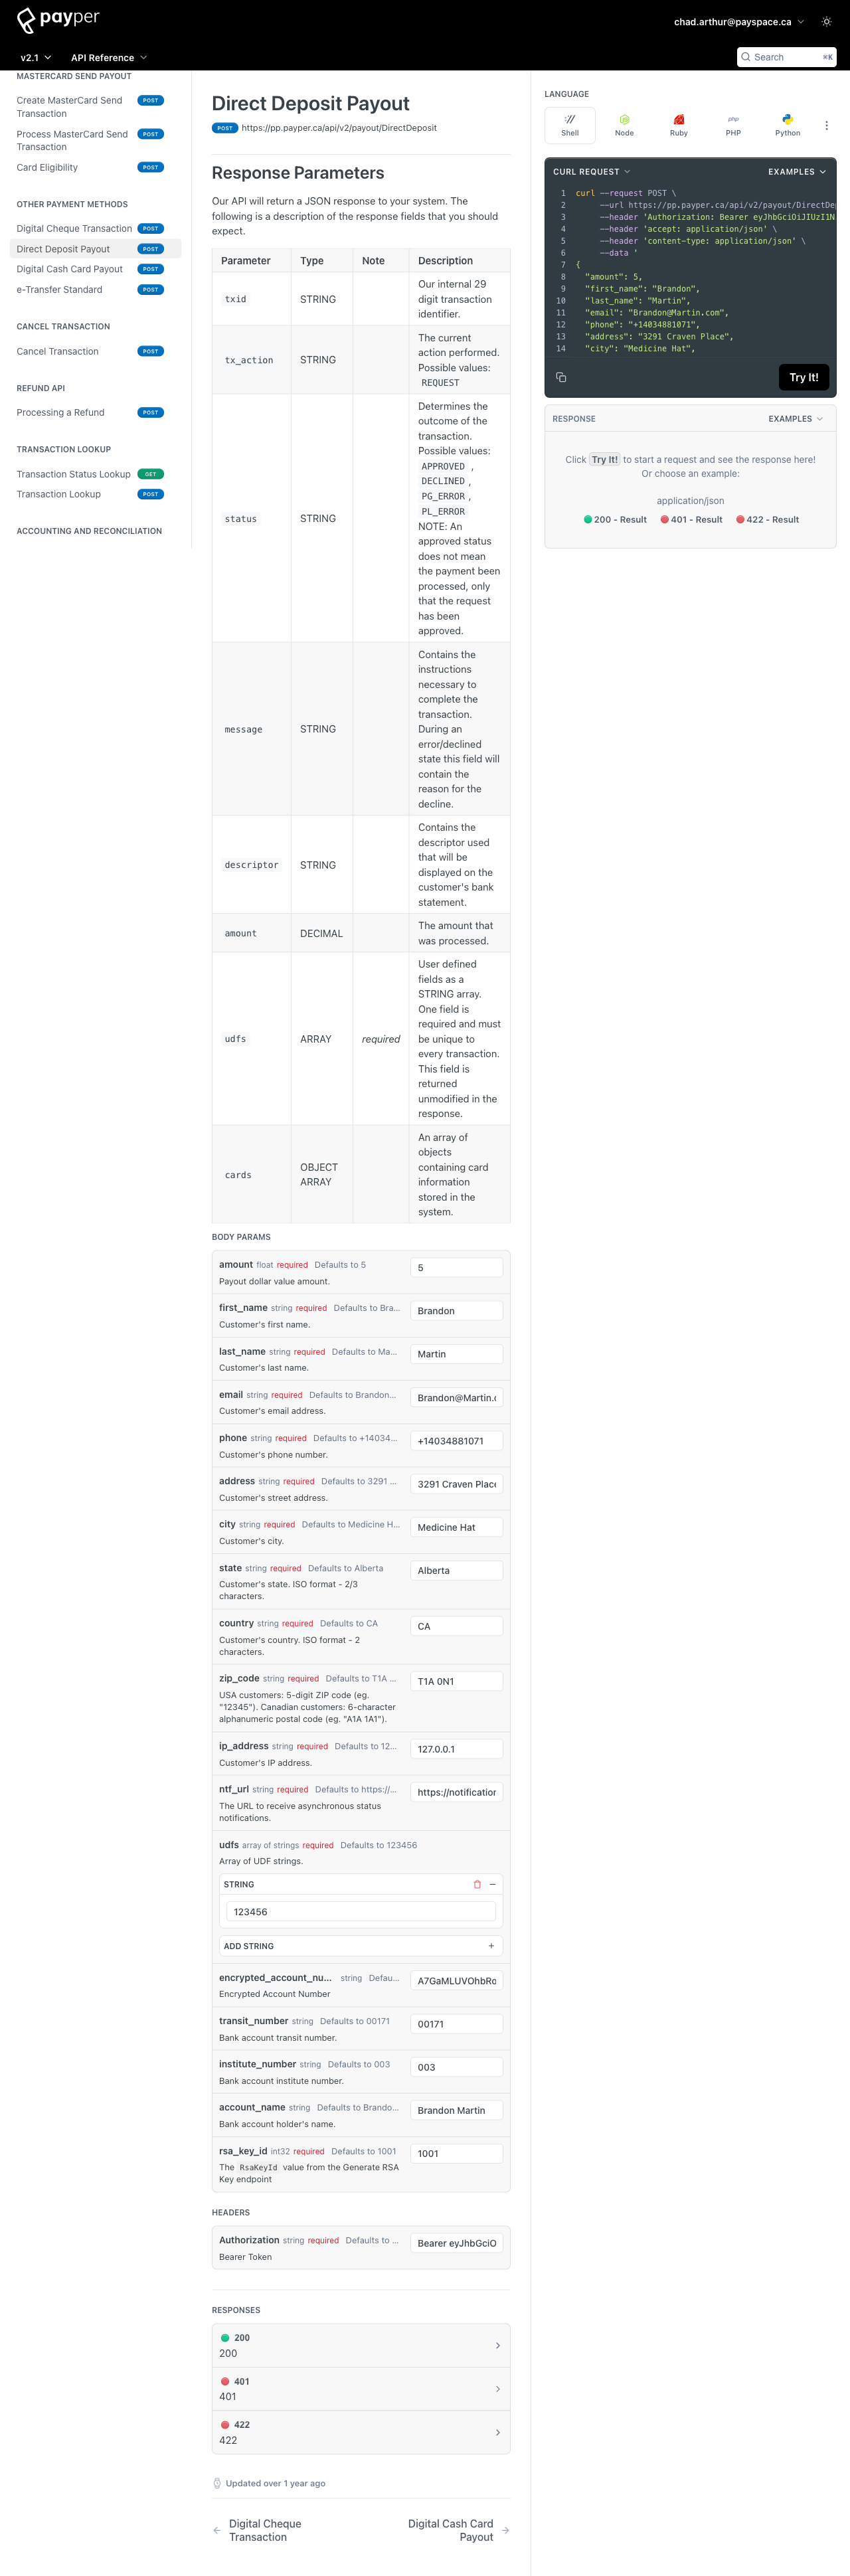 payper
chad.arthur@payspace.ca
v2.1
API Reference
Search
⌘K
MASTERCARD SEND PAYOUT
Create MasterCard Send
Transaction
POST
Process MasterCard Send
Transaction
POST
Card Eligibility
POST
OTHER PAYMENT METHODS
Digital Cheque Transaction
POST
Direct Deposit Payout
POST
Digital Cash Card Payout
POST
e-Transfer Standard
POST
CANCEL TRANSACTION
Cancel Transaction
POST
REFUND API
Processing a Refund
POST
TRANSACTION LOOKUP
Transaction Status Lookup
GET
Transaction Lookup
POST
ACCOUNTING AND RECONCILIATION
Direct Deposit Payout
POST https://pp.payper.ca/api/v2/payout/DirectDeposit
Response Parameters
Our API will return a JSON response to your system. The
following is a description of the response fields that you should
expect.
Parameter Type Note Description
txid STRING
Our internal 29
digit transaction
identifier.
tx_action STRING
The current
action performed.
Possible values:
REQUEST
status STRING
Determines the
outcome of the
transaction.
Possible values:
APPROVED ,
DECLINED ,
PG_ERROR ,
PL_ERROR
NOTE: An
approved status
does not mean
the payment been
processed, only
that the request
has been
approved.
message STRING
Contains the
instructions
necessary to
complete the
transaction.
During an
error/declined
state this field will
contain the
reason for the
decline.
descriptor STRING
Contains the
descriptor used
that will be
displayed on the
customer's bank
statement.
amount DECIMAL
The amount that
was processed.
udfs ARRAY required
User defined
fields as a
STRING array.
One field is
required and must
be unique to
every transaction.
This field is
returned
unmodified in the
response.
cards OBJECT
ARRAY
An array of
objects
containing card
information
stored in the
system.
BODY PARAMS
amount float required Defaults to 5
5
Payout dollar value amount.
first_name string required Defaults to Bra...
Brandon
Customer's first name.
last_name string required Defaults to Ma...
Martin
Customer's last name.
email string required Defaults to Brandon...
Brandon@Martin.c
Customer's email address.
phone string required Defaults to +14034...
+14034881071
Customer's phone number.
address string required Defaults to 3291 ...
3291 Craven Place
Customer's street address.
city string required Defaults to Medicine H...
Medicine Hat
Customer's city.
state string required Defaults to Alberta
Alberta
Customer's state. ISO format - 2/3
characters.
country string required Defaults to CA
CA
Customer's country. ISO format - 2
characters.
zip_code string required Defaults to T1A ...
T1A 0N1
USA customers: 5-digit ZIP code (eg.
"12345"). Canadian customers: 6-character
alphanumeric postal code (eg. "A1A 1A1").
ip_address string required Defaults to 12...
127.0.0.1
Customer's IP address.
ntf_url string required Defaults to https://...
https://notification
The URL to receive asynchronous status
notifications.
udfs array of strings required Defaults to 123456
Array of UDF strings.
STRING
123456
ADD STRING
encrypted_account_nu... string Defau...
A7GaMLUVOhbRo
Encrypted Account Number
transit_number string Defaults to 00171
00171
Bank account transit number.
institute_number string Defaults to 003
003
Bank account institute number.
account_name string Defaults to Brando...
Brandon Martin
Bank account holder's name.
rsa_key_id int32 required Defaults to 1001
1001
The RsaKeyId value from the Generate RSA
Key endpoint
HEADERS
Authorization string required Defaults to ...
Bearer eyJhbGciO
Bearer Token
RESPONSES
200
200
401
401
422
422
Updated over 1 year ago
Digital Cheque
Transaction
Digital Cash Card
Payout
LANGUAGE
Shell Node Ruby PHP Python
CURL REQUEST
EXAMPLES
1 curl --request POST \
2 --url https://pp.payper.ca/api/v2/payout/DirectDe
3 --header 'Authorization: Bearer eyJhbGciOiJIUzI1N
4 --header 'accept: application/json' \
5 --header 'content-type: application/json' \
6 --data '
7 {
8 "amount": 5,
9 "first_name": "Brandon",
10 "last_name": "Martin",
11 "email": "Brandon@Martin.com",
12 "phone": "+14034881071",
13 "address": "3291 Craven Place",
14 "city": "Medicine Hat",
Try It!
RESPONSE
EXAMPLES
Click Try It! to start a request and see the response here!
Or choose an example:
application/json
200 - Result 401 - Result 422 - Result